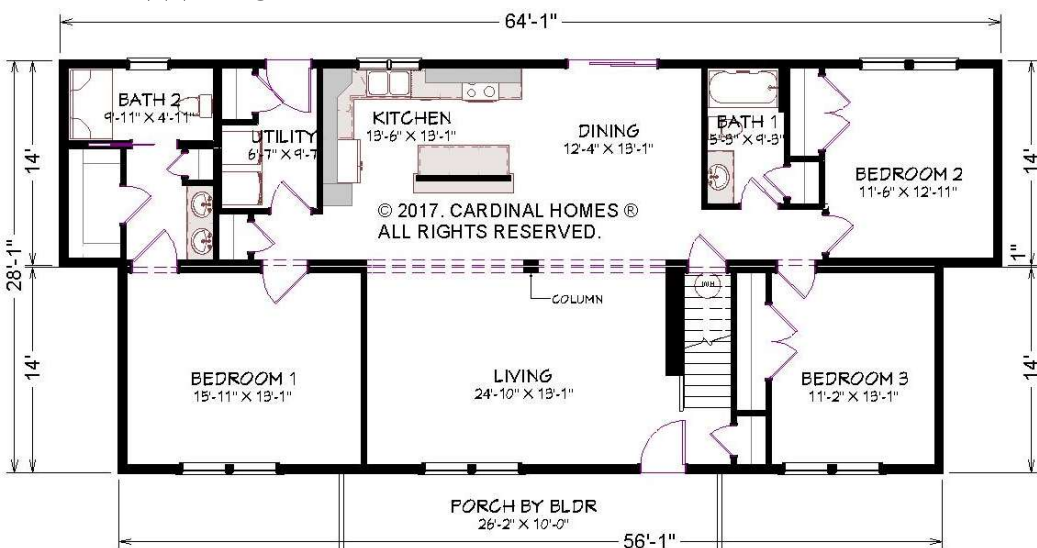 64'-1"
BATH 2
9'-11" X 4'-11"
UTILITY
6'-7" X 9'-7
KITCHEN
13'-6" X 13'-1"
DINING
12'-4" X 13'-1"
BATH 1
5'-3" X 9'-3"
BEDROOM 2
11'-6" X 12'-11"
14'
14'
© 2017. CARDINAL HOMES ®
ALL RIGHTS RESERVED.
28'-1"
1"
COLUMN
BEDROOM 1
15'-11" X 13'-1"
LIVING
24'-10" X 13'-1"
BEDROOM 3
11'-2" X 13'-1"
14'
14'
PORCH BY BLDR
26'-2" X 10'-0"
56'-1"